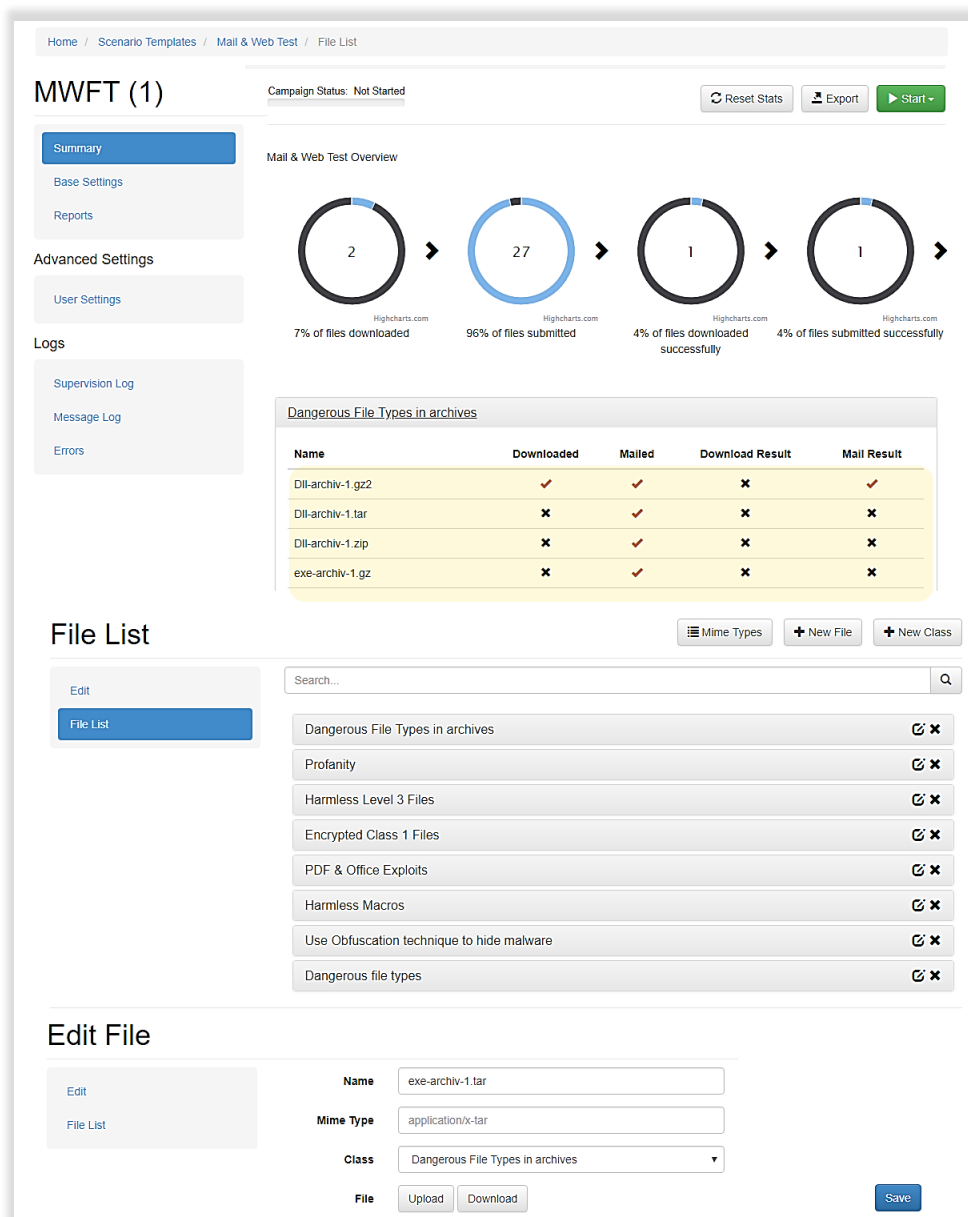 Home / Scenario Templates / Mail & Web Test / File List
MWFT (1)
Campaign Status: Not Started
Reset Stats
Export
Start
Summary
Base Settings
Reports
Advanced Settings
User Settings
Logs
Supervision Log
Message Log
Errors
Mail & Web Test Overview
2
27
1
1
Highcharts.com
Highcharts.com
Highcharts.com
Highcharts.com
7% of files downloaded
96% of files submitted
4% of files downloaded
successfully
4% of files submitted successfully
Dangerous File Types in archives
Name Downloaded Mailed Download Result Mail Result
Dll-archiv-1.gz2
Dll-archiv-1.tar
Dll-archiv-1.zip
exe-archiv-1.gz
File List
Mime Types
New File
New Class
Edit
File List
Search...
Dangerous File Types in archives
Profanity
Harmless Level 3 Files
Encrypted Class 1 Files
PDF & Office Exploits
Harmless Macros
Use Obfuscation technique to hide malware
Dangerous file types
Edit File
Edit
File List
Name exe-archiv-1.tar
Mime Type application/x-tar
Class Dangerous File Types in archives
File Upload Download
Save